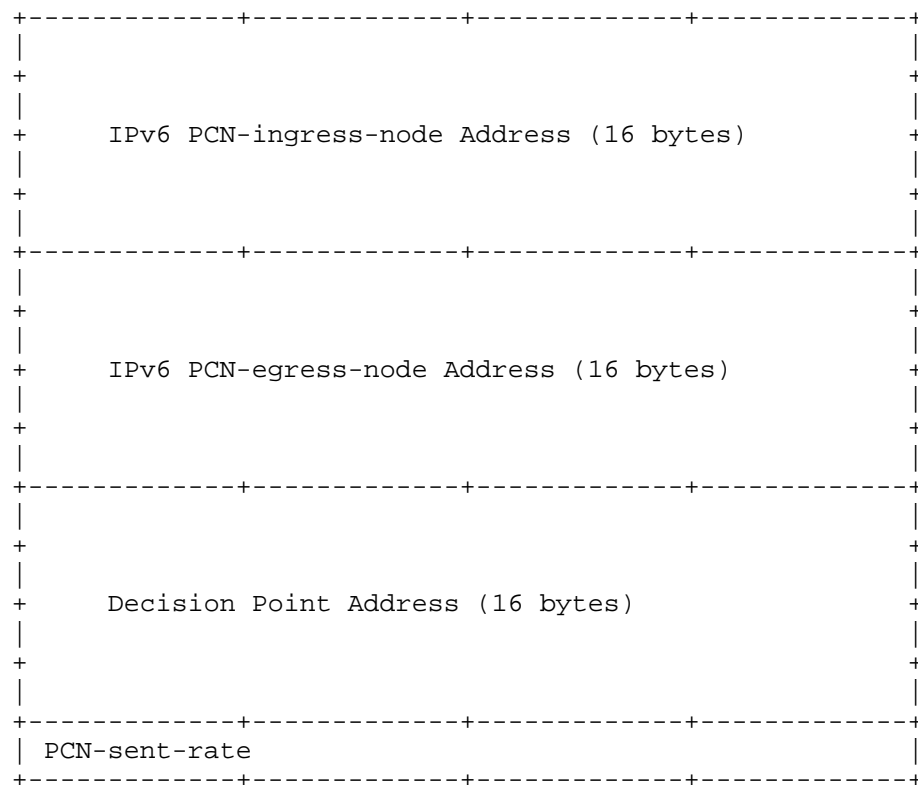 IPv6 PCN-ingress-node Address (16 bytes)
IPv6 PCN-egress-node Address (16 bytes)
Decision Point Address (16 bytes)
PCN-sent-rate